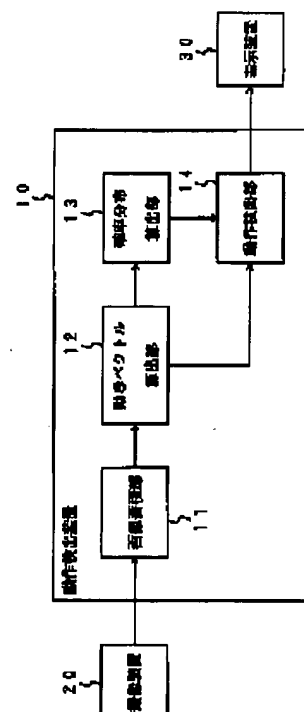 動作検出装置
10
20
撮像装置
11
画像蓄積部
12
動きベクトル
算出部
13
確率分布
算出部
14
動作検出部
30
表示装置